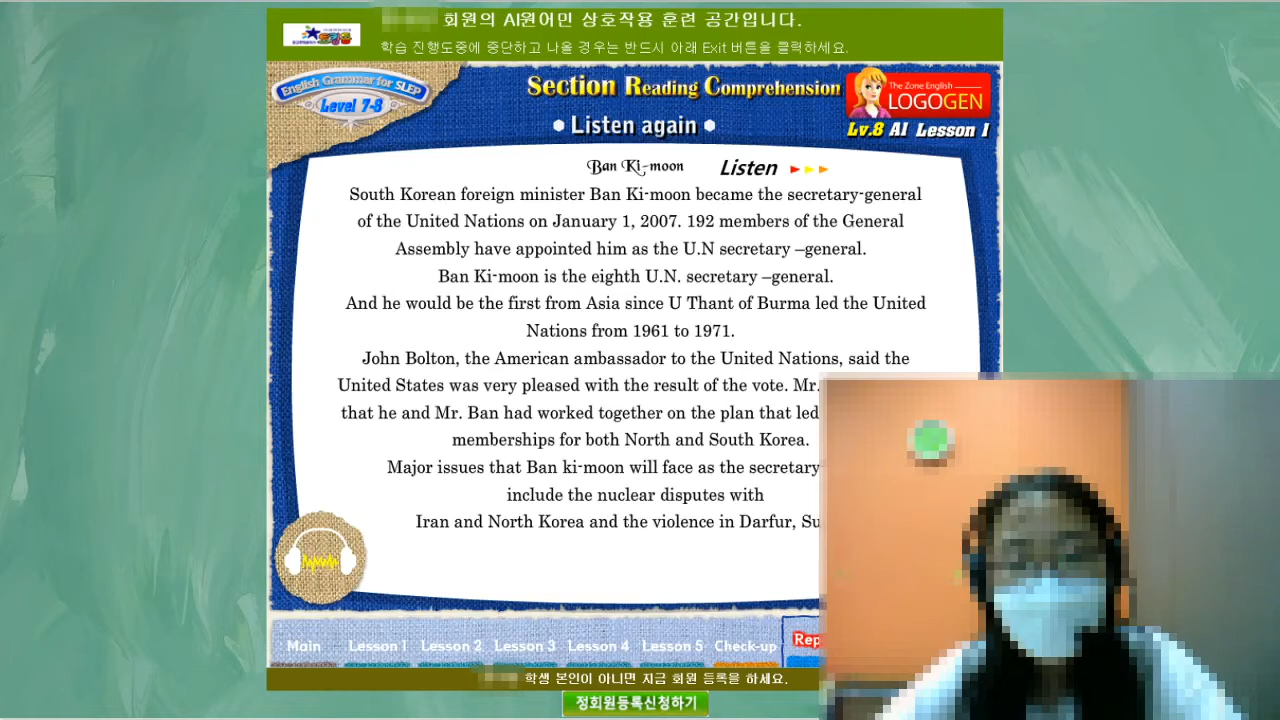 회원의 AI원어민 상호작용 훈련 공간입니다.
학습 진행도중에 중단하고 나올 경우는 반드시 아래 Exit 버튼을 클릭하세요.
English Grammar for SLEP
Level 7-8
Section Reading Comprehension
The Zone English
LOGOGEN
Listen again
Lv.8 AI Lesson 1
Ban Ki-moon Listen
South Korean foreign minister Ban Ki-moon became the secretary-general
of the United Nations on January 1, 2007. 192 members of the General
Assembly have appointed him as the U.N secretary –general.
Ban Ki-moon is the eighth U.N. secretary –general.
And he would be the first from Asia since U Thant of Burma led the United
Nations from 1961 to 1971.
John Bolton, the American ambassador to the United Nations, said the
United States was very pleased with the result of the vote. Mr.
that he and Mr. Ban had worked together on the plan that led
memberships for both North and South Korea.
Major issues that Ban ki-moon will face as the secretary
include the nuclear disputes with
Iran and North Korea and the violence in Darfur,
Main Lesson 1 Lesson 2 Lesson 3 Lesson 4 Lesson 5 Check-up
학생 본인이 아니면 지금 회원 등록을 하세요.
정회원등록신청하기